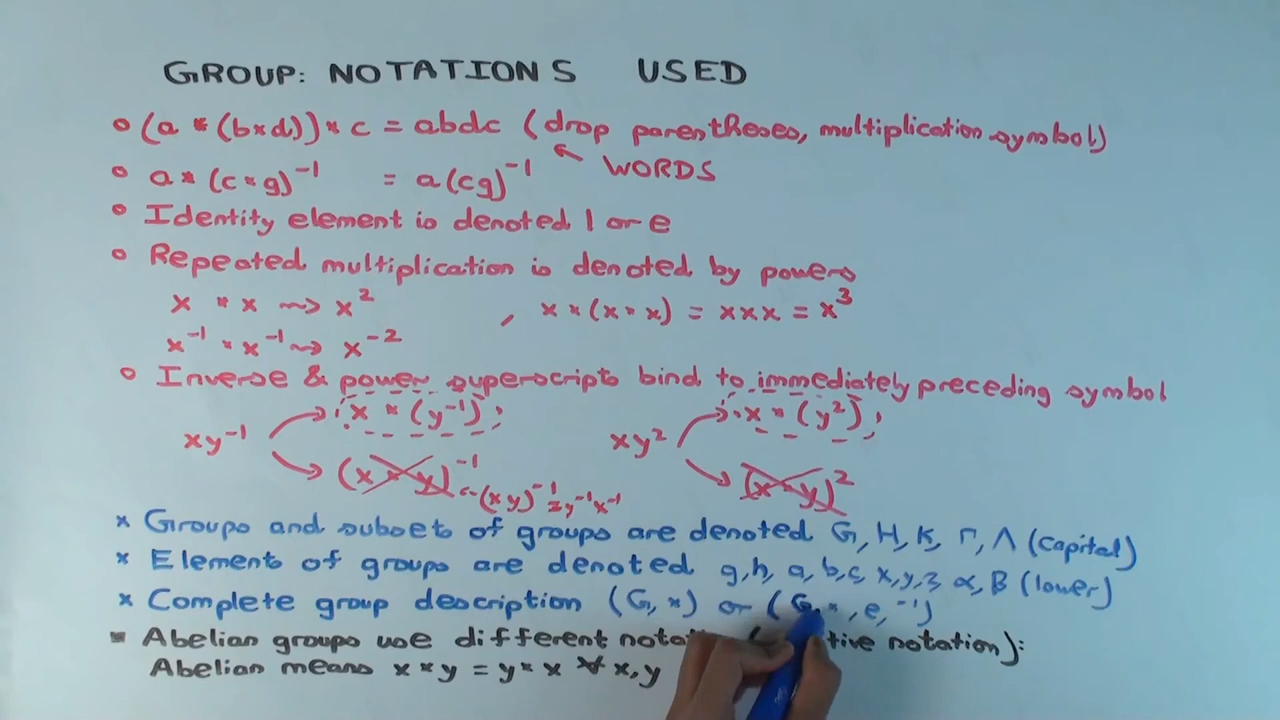 GROUP: NOTATIONS USED
(a * (b*d)) * c = abdc (drop parentheses, multiplication symbol)
WORDS
a * (c*g)⁻¹ = a(cg)⁻¹
Identity element is denoted 1 or e
Repeated multiplication is denoted by powers
x * x ⇝ x² , x * (x*x) = xxx = x³
x⁻¹ * x⁻¹ ⇝ x⁻²
Inverse & power superscripts bind to immediately preceding symbol
xy⁻¹ x * (y⁻¹) xy² x * (y²)
(x * y)⁻¹ ← (xy)⁻¹ = y⁻¹x⁻¹ (x * y)²
* Groups and subsets of groups are denoted G, H, K, Γ, Λ (capital)
* Elements of groups are denoted g, h, a, b, c, x, y, z, α, β (lower)
* Complete group description (G, *) or (G, *, e, ⁻¹)
Abelian groups use different notation):
Abelian means x * y = y * x ∀ x, y